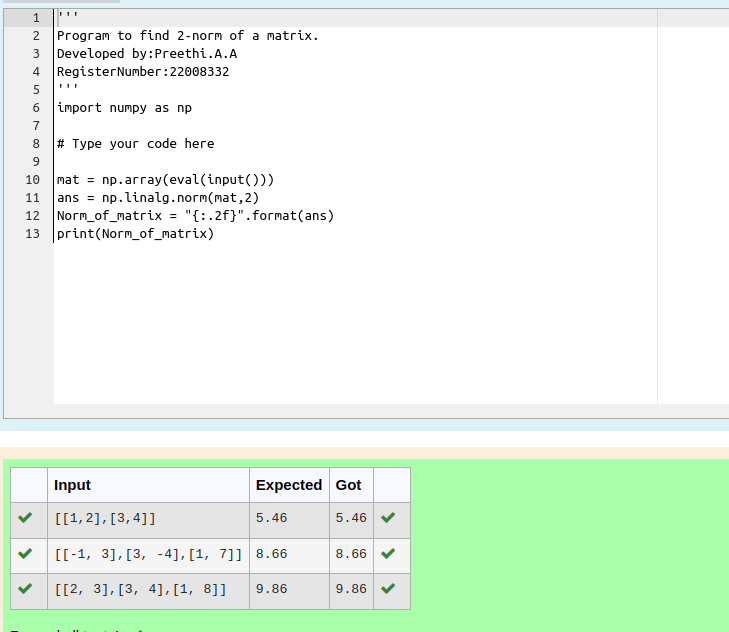 1 '''
2 Program to find 2-norm of a matrix.
3 Developed by:Preethi.A.A
4 RegisterNumber:22008332
5 '''
6 import numpy as np
7
8 # Type your code here
9
10 mat = np.array(eval(input()))
11 ans = np.linalg.norm(mat,2)
12 Norm_of_matrix = "{:.2f}".format(ans)
13 print(Norm_of_matrix)
Input Expected Got
[[1,2],[3,4]] 5.46 5.46
[[-1, 3],[3, -4],[1, 7]] 8.66 8.66
[[2, 3],[3, 4],[1, 8]] 9.86 9.86